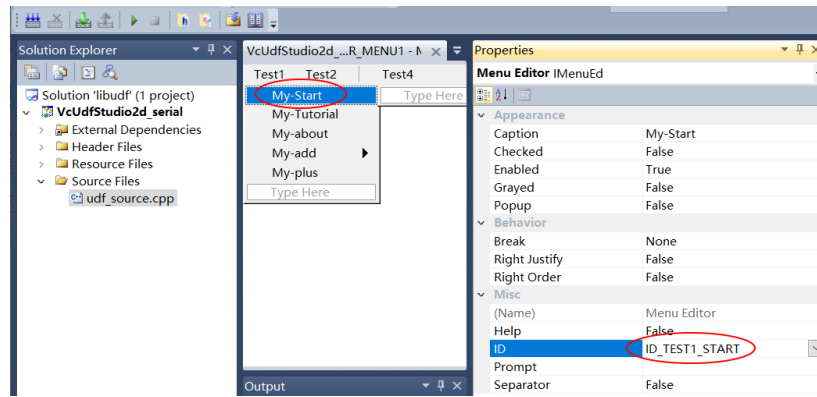 Solution Explorer
Solution 'libudf' (1 project)
VcUdfStudio2d_serial
External Dependencies
Header Files
Resource Files
Source Files
udf_source.cpp
VcUdfStudio2d_...R_MENU1 - M
Test1 Test2 Test4
My-Start Type Here
My-Tutorial
My-about
My-add
My-plus
Type Here
Output
Properties
Menu Editor IMenuEd
Appearance
Caption My-Start
Checked False
Enabled True
Grayed False
Popup False
Behavior
Break None
Right Justify False
Right Order False
Misc
(Name) Menu Editor
Help False
ID ID_TEST1_START
Prompt
Separator False